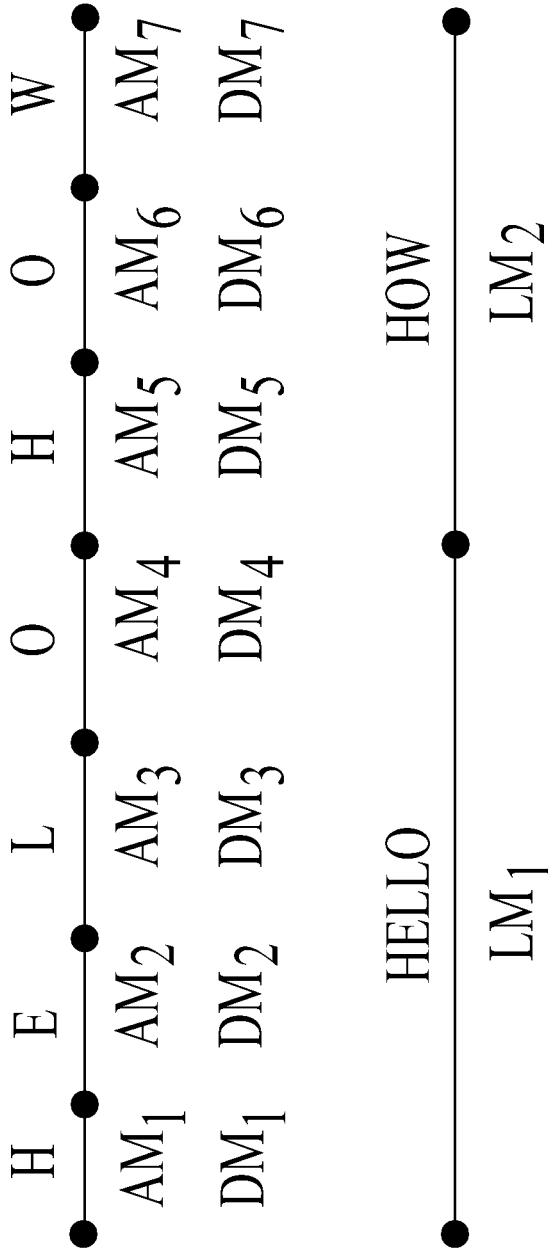 H E L O H O W
AM₁ AM₂ AM₃ AM₄ AM₅ AM₆ AM₇
DM₁ DM₂ DM₃ DM₄ DM₅ DM₆ DM₇
HELLO HOW
LM₁ LM₂